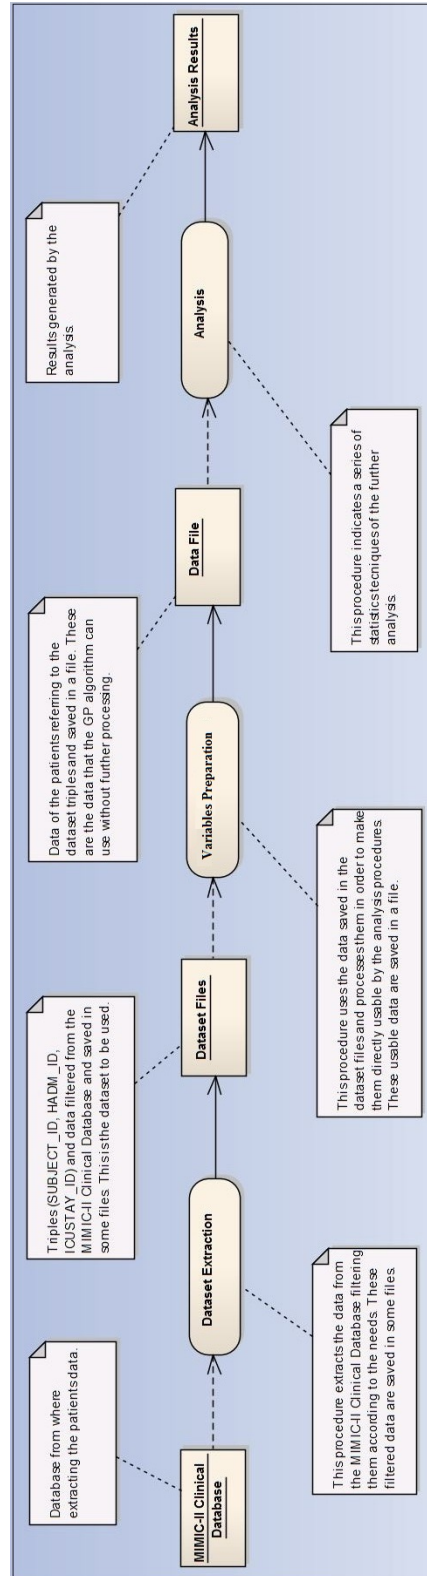 Database from where
extracting the patients data.
Triples (SUBJECT_ID, HADM_ID,
ICUSTAY_ID) and data filtered from the
MIMIC-II Clinical Database and saved in
some files. This is the dataset to be used.
Data of the patients referring to the
dataset triples and saved in a file. These
are the data that the GP algorithm can
use without further processing.
Results generated by the
analysis.
MIMIC-II Clinical
Database
Dataset Extraction
Dataset Files
Variables Preparation
Data File
Analysis
Analysis Results
This procedure extracts the data from
the MIMIC-II Clinical Database filtering
them according to the needs. These
filtered data are saved in some files.
This procedure uses the data saved in the
dataset files and processes them in order to make
them directly usable by the analysis procedures.
These usable data are saved in a file.
This procedure indicates a series of
statistics tecniques of the further
analysis.